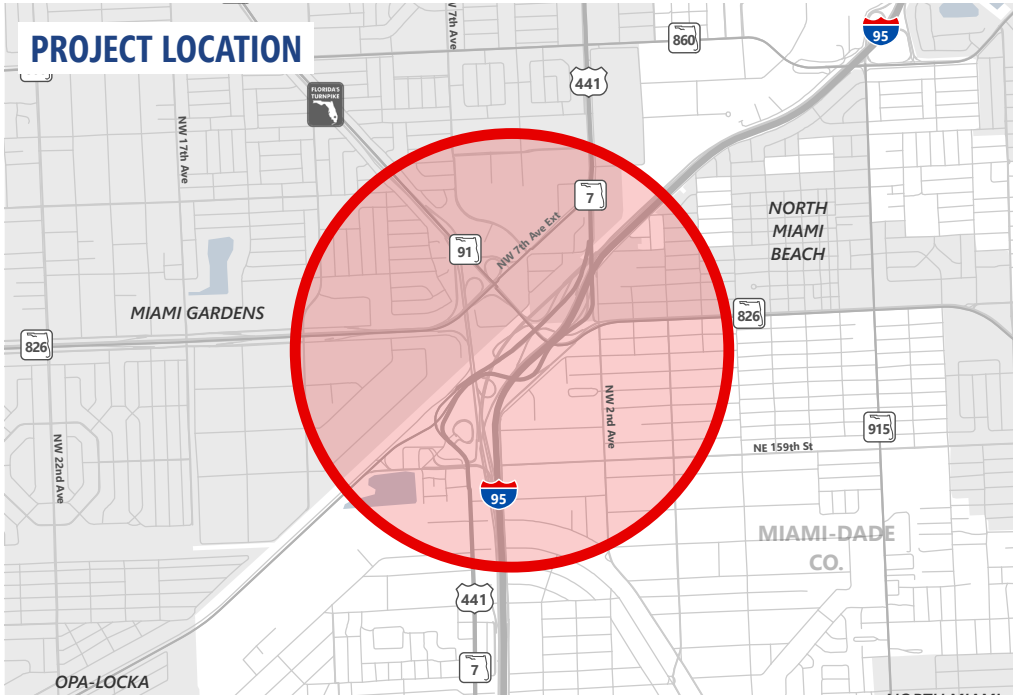 PROJECT LOCATION
7th Ave
860
95
441
FLORIDA'S
TURNPIKE
NW 17th Ave
7
NORTH
MIAMI
BEACH
NW 7th Ave Ext
91
MIAMI GARDENS
826
826
NW 2nd Ave
915
NW 22nd Ave
NE 159th St
95
MIAMI-DADE
CO.
441
7
OPA-LOCKA
NORTH MIAMI